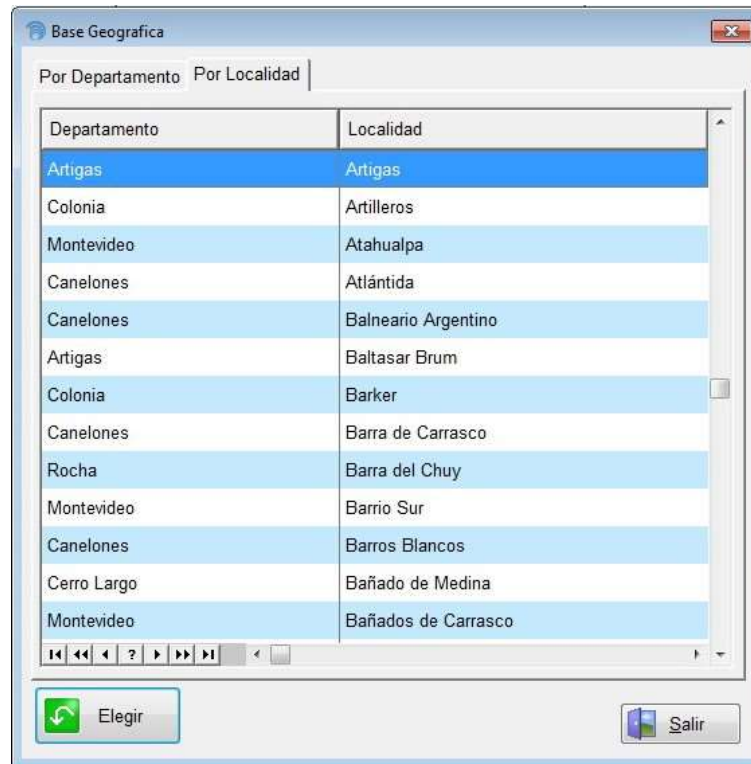 Base Geografica
Por Departamento Por Localidad
Departamento Localidad
Artigas Artigas
Colonia Artilleros
Montevideo Atahualpa
Canelones Atlántida
Canelones Balneario Argentino
Artigas Baltasar Brum
Colonia Barker
Canelones Barra de Carrasco
Rocha Barra del Chuy
Montevideo Barrio Sur
Canelones Barros Blancos
Cerro Largo Bañado de Medina
Montevideo Bañados de Carrasco
?
Elegir Salir